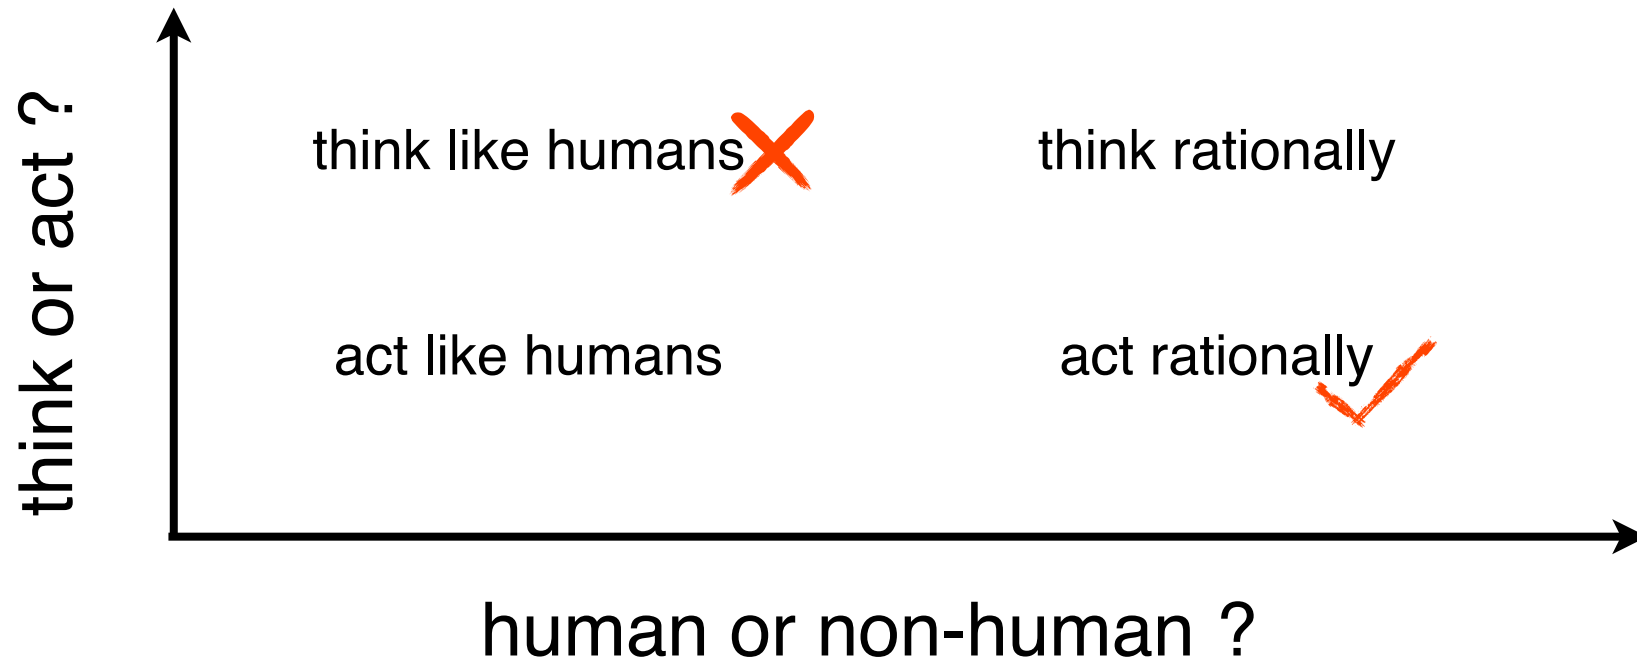 think or act ?
think like humans
think rationally
act like humans
act rationally
human or non-human ?